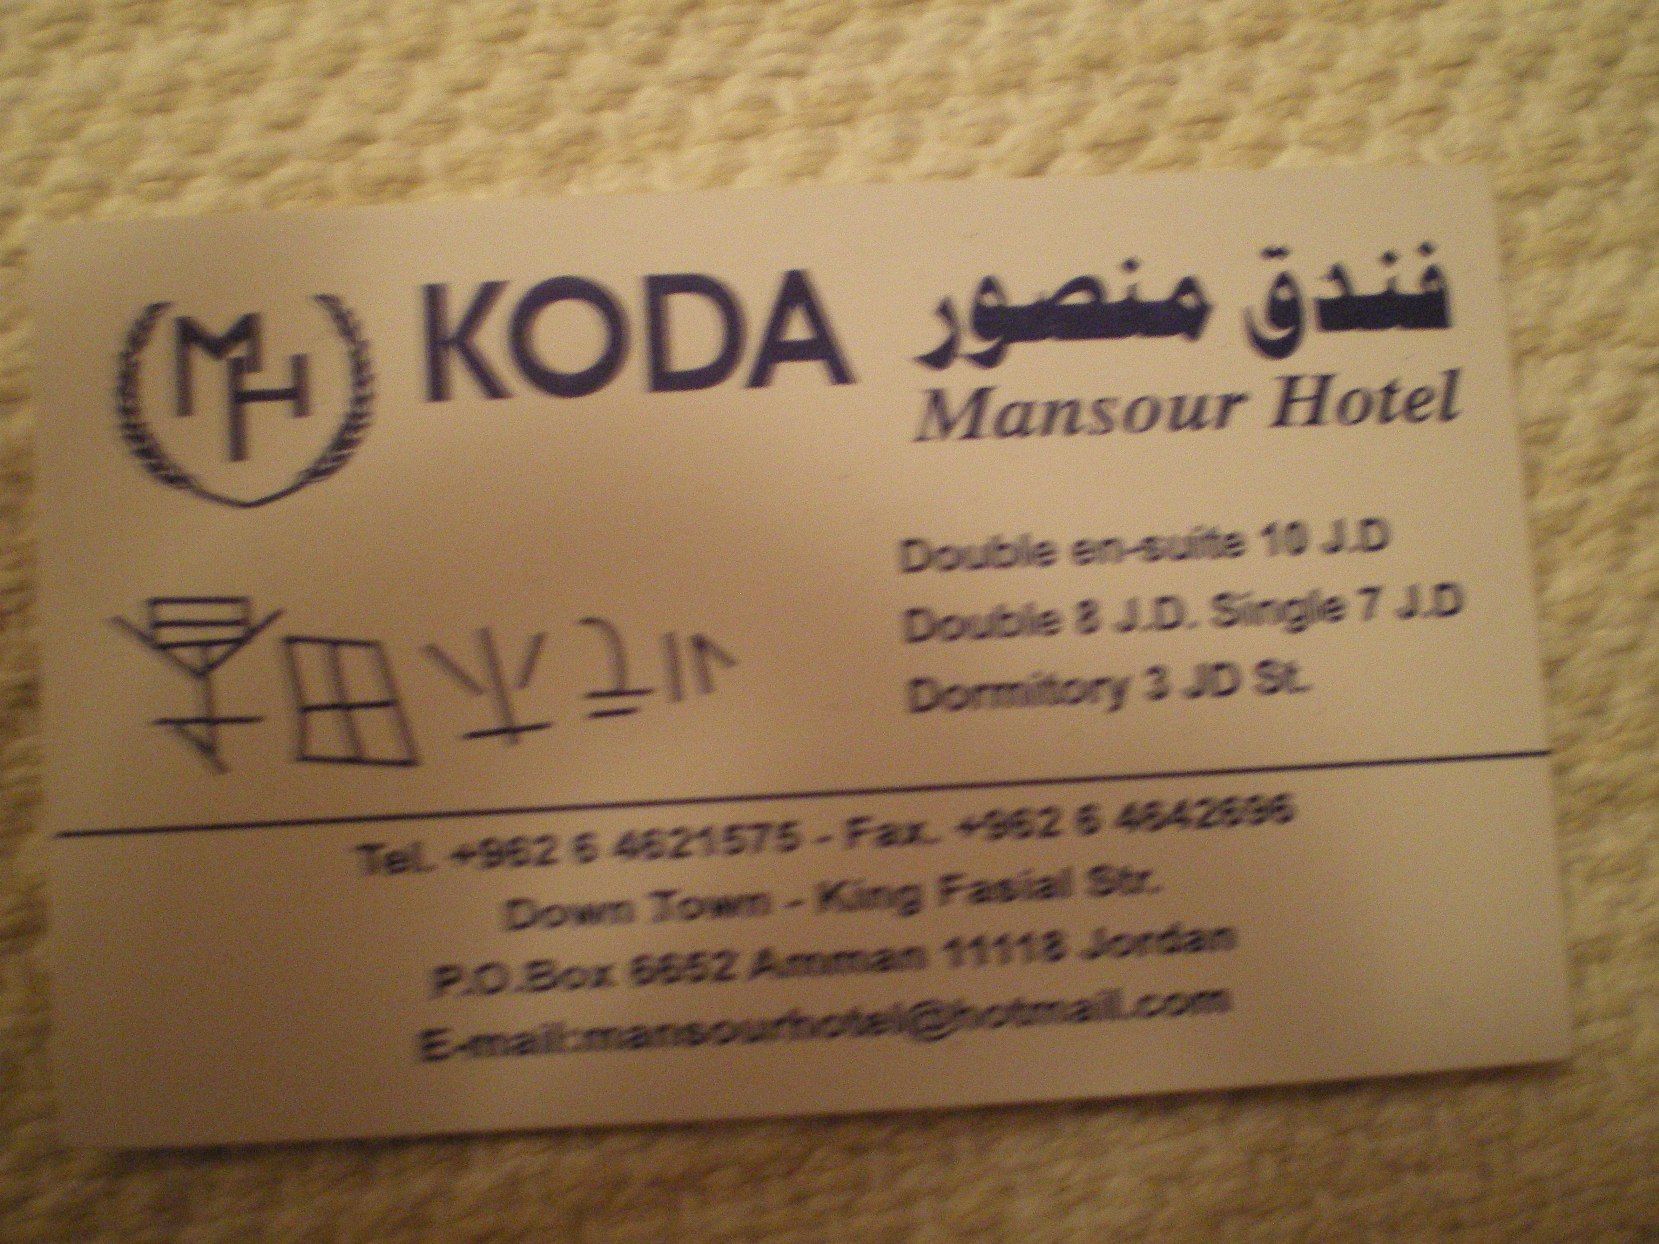 MH
KODA
فندق منصور
Mansour Hotel
Double en-suite 10 J.D
Double 8 J.D. Single 7 J.D
Dormitory 3 JD St.
Tel. +962 6 4621575 - Fax. +962 6 4642696
Down Town - King Fasial Str.
P.O.Box 6652 Amman 11118 Jordan
E-mail:mansourhotel@hotmail.com